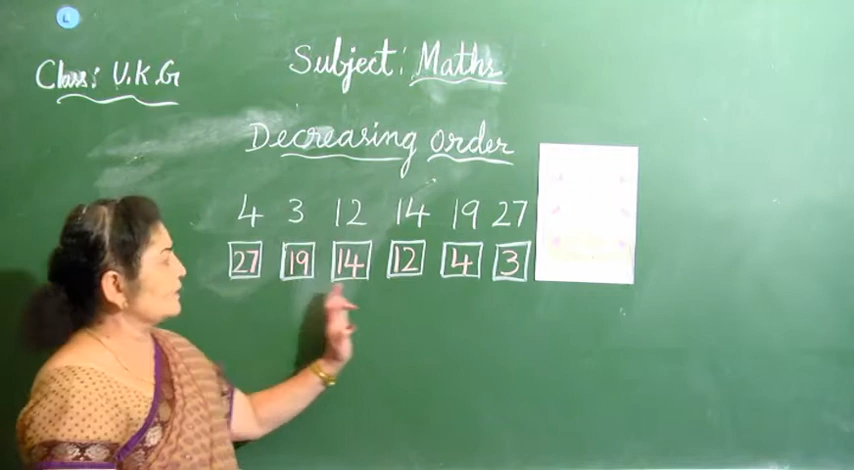 L
Subject: Maths
Class: U.K.G
Decreasing order
4 3 12 14 19 27
27 19 14 12 4 3